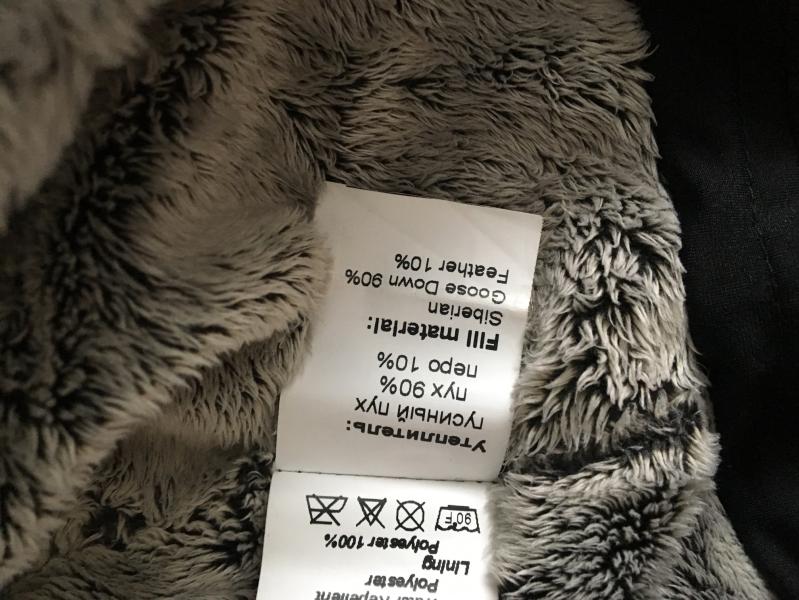 Repellent
Polyester
Lining
Polyester 100%
90°F
Утеплитель:
гусиный пух
пух 90%
перо 10%
Fill material:
Siberian
Goose Down 90%
Feather 10%